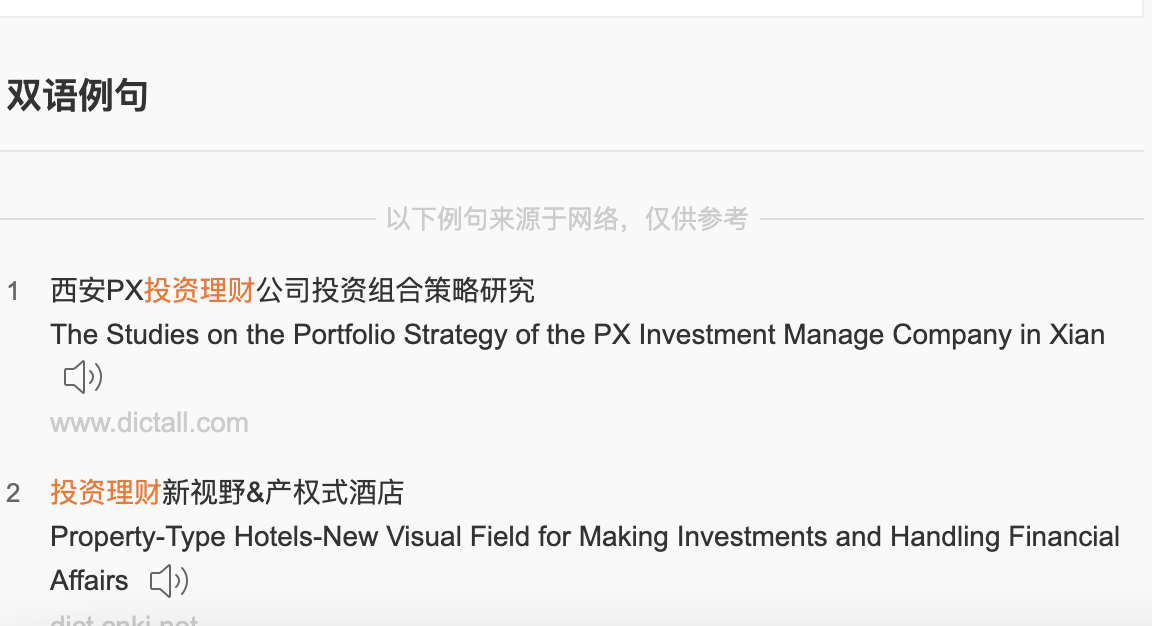 双语例句
以下例句来源于网络，仅供参考
1 西安PX投资理财公司投资组合策略研究
The Studies on the Portfolio Strategy of the PX Investment Manage Company in Xian
www.dictall.com
2 投资理财新视野&产权式酒店
Property-Type Hotels-New Visual Field for Making Investments and Handling Financial
Affairs
dict.cnki.net